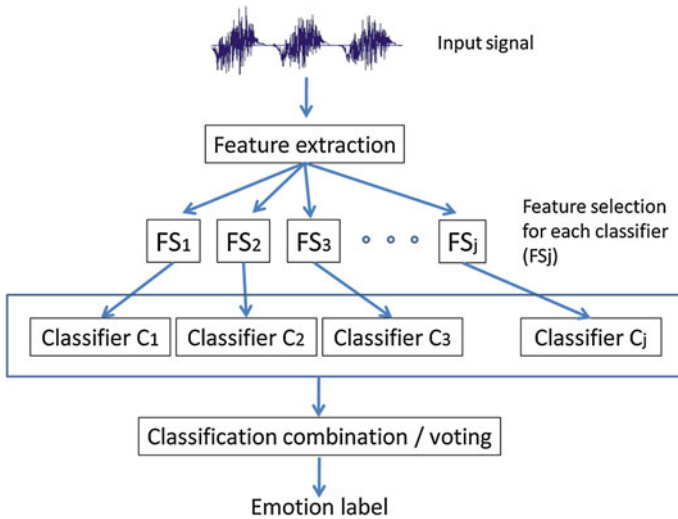 Input signal
Feature extraction
FS1 FS2 FS3 FSj
Feature selection
for each classifier
(FSj)
Classifier C1 Classifier C2 Classifier C3 Classifier Cj
Classification combination / voting
Emotion label